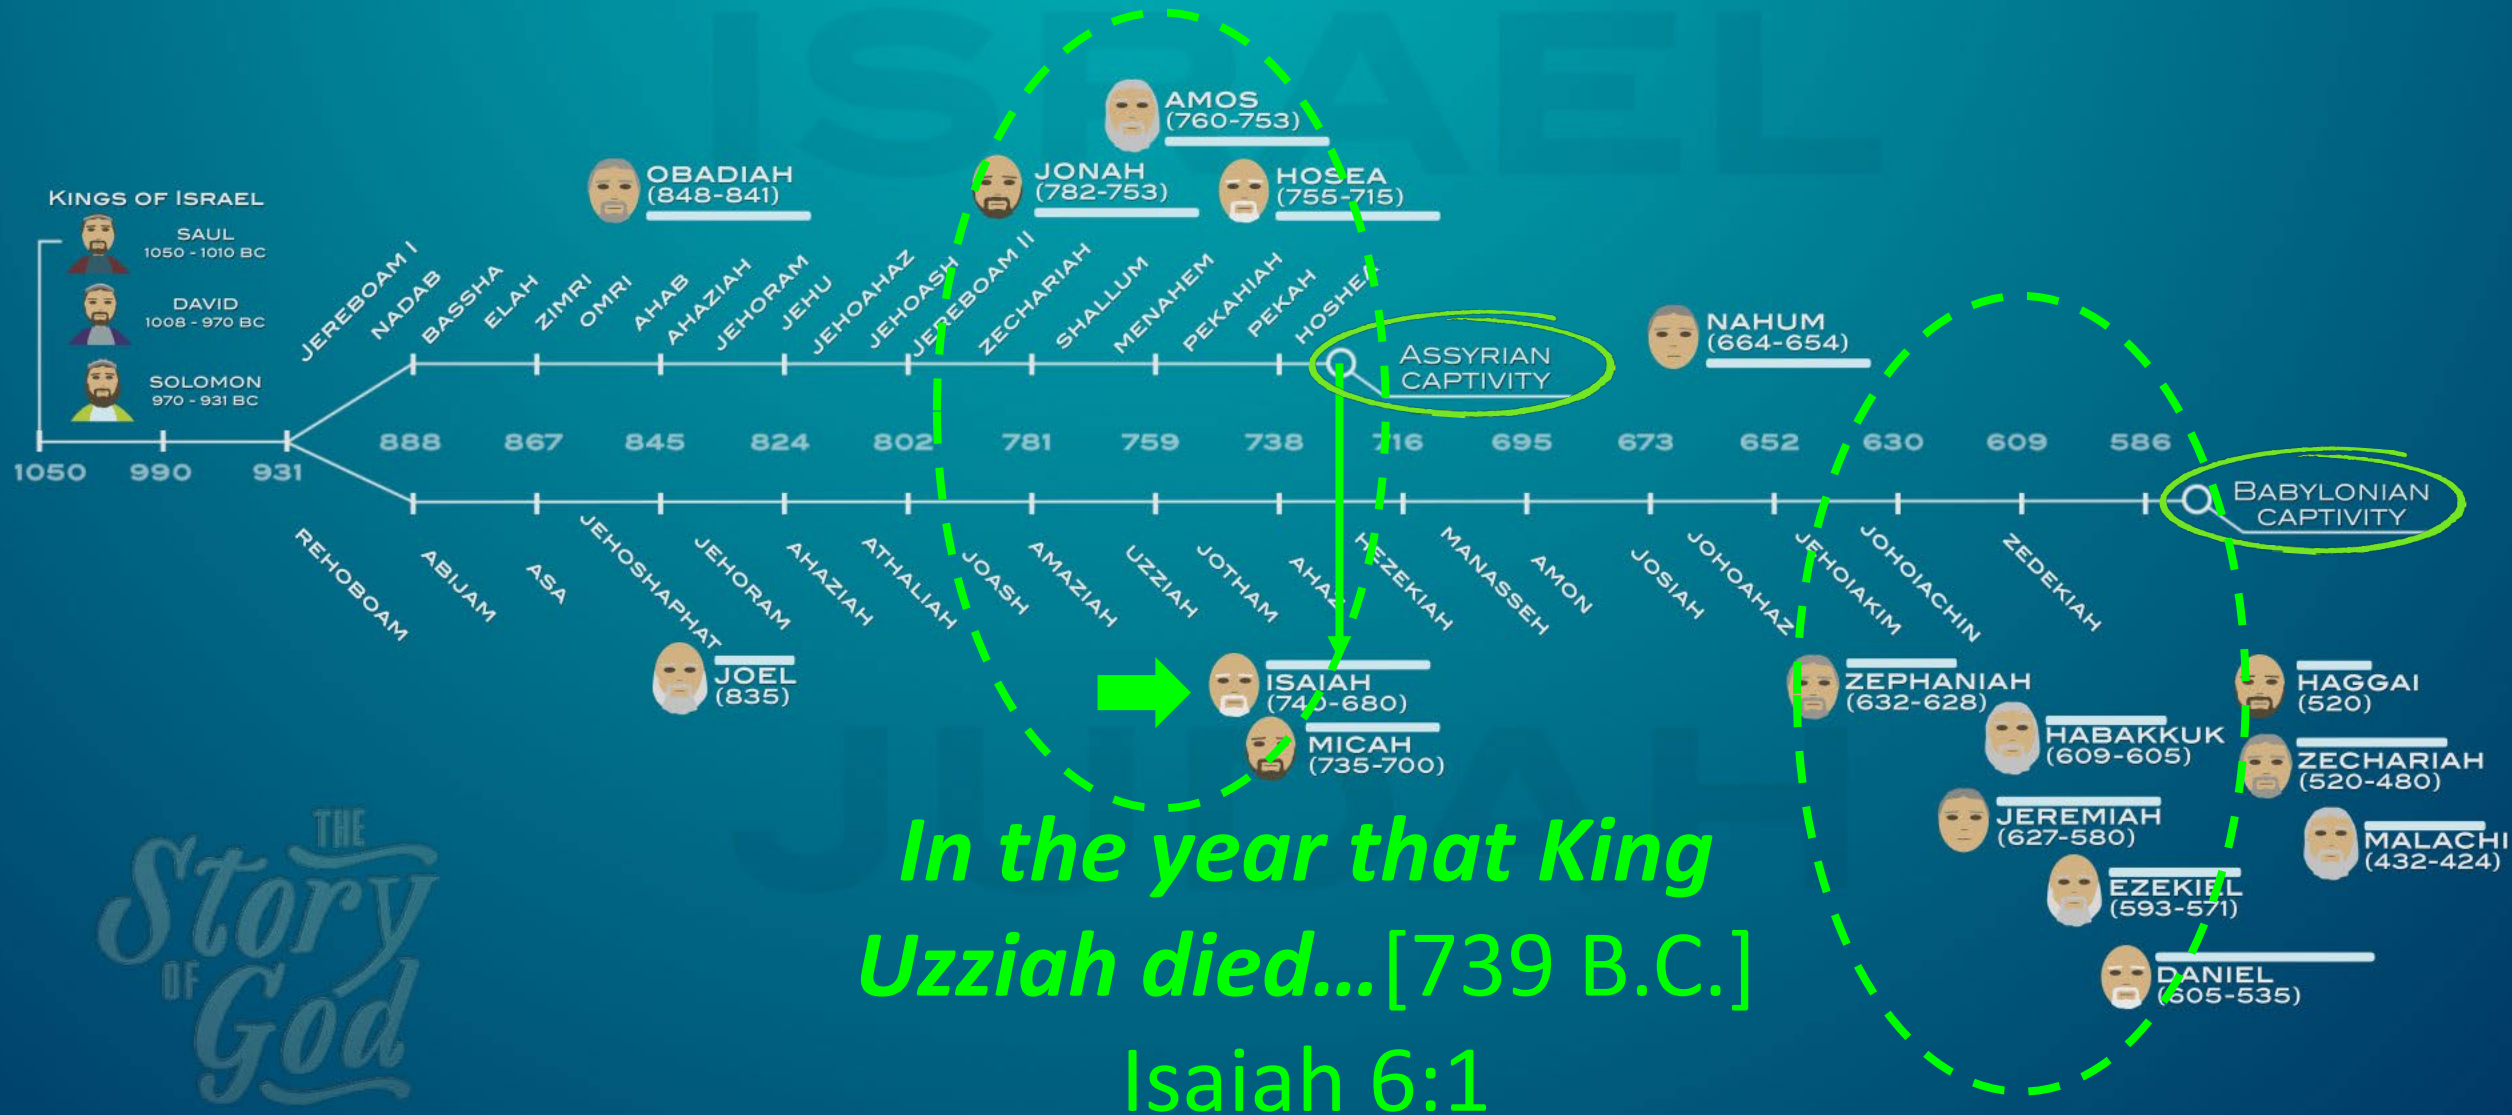 ISRAEL
AMOS
(760-753)
OBADIAH
(848-841)
JONAH
(782-753)
HOSEA
(755-715)
KINGS OF ISRAEL
SAUL
1050 - 1010 BC
DAVID
1008 - 970 BC
SOLOMON
970 - 931 BC
JEREBOAM I
NADAB
BASSHA
ELAH
ZIMRI
OMRI
AHAB
AHAZIAH
JEHORAM
JEHU
JEHOAHAZ
JEHOASH
JEREBOAM II
ZECHARIAH
SHALLUM
MENAHEM
PEKAHIAH
PEKAH
HOSHEA
ASSYRIAN
CAPTIVITY
NAHUM
(664-654)
1050 990 931 888 867 845 824 802 781 759 738 716 695 673 652 630 609 586
BABYLONIAN
CAPTIVITY
REHOBOAM
ABIJAM
ASA
JEHOSHAPHAT
JEHORAM
AHAZIAH
ATHALIAH
JOASH
AMAZIAH
UZZIAH
JOTHAM
AHAZ
HEZEKIAH
MANASSEH
AMON
JOSIAH
JOHOAHAZ
JEHOIAKIM
JOHOIACHIN
ZEDEKIAH
JOEL
(835)
ISAIAH
(740-680)
MICAH
(735-700)
ZEPHANIAH
(632-628)
HABAKKUK
(609-605)
JEREMIAH
(627-580)
EZEKIEL
(593-571)
DANIEL
(605-535)
HAGGAI
(520)
ZECHARIAH
(520-480)
MALACHI
(432-424)
JUDAH
In the year that King
Uzziah died...[739 B.C.]
Isaiah 6:1
THE
Story
OF
God